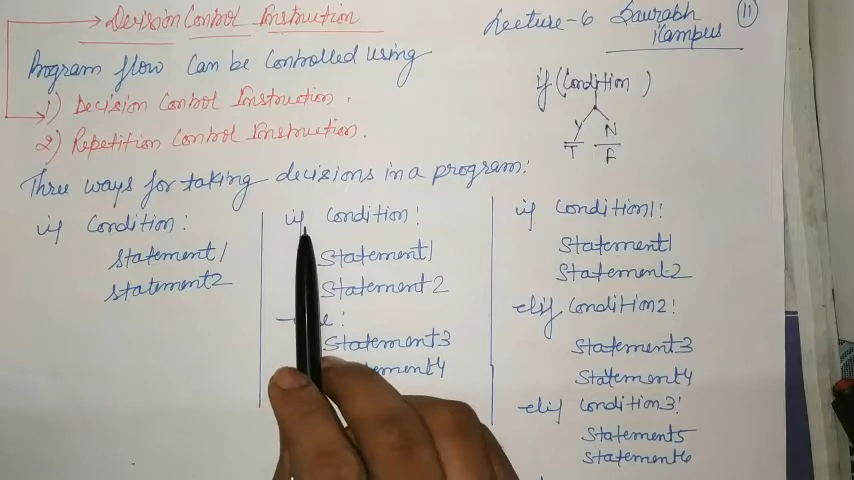 Decision Control Instruction
Lecture-6 Saurabh Kampus
11
Program flow can be controlled using
1) Decision Control Instruction.
2) Repetition Control Instruction.
if (Condition )
Y N
T F
Three ways for taking decisions in a program:
if Condition:
statement1
statement2
if Condition:
Statement1
Statement2
:
Statement3
if Condition1:
Statement1
Statement2
elif Condition2:
Statement3
Statement4
elif Condition3:
Statement5
Statement6